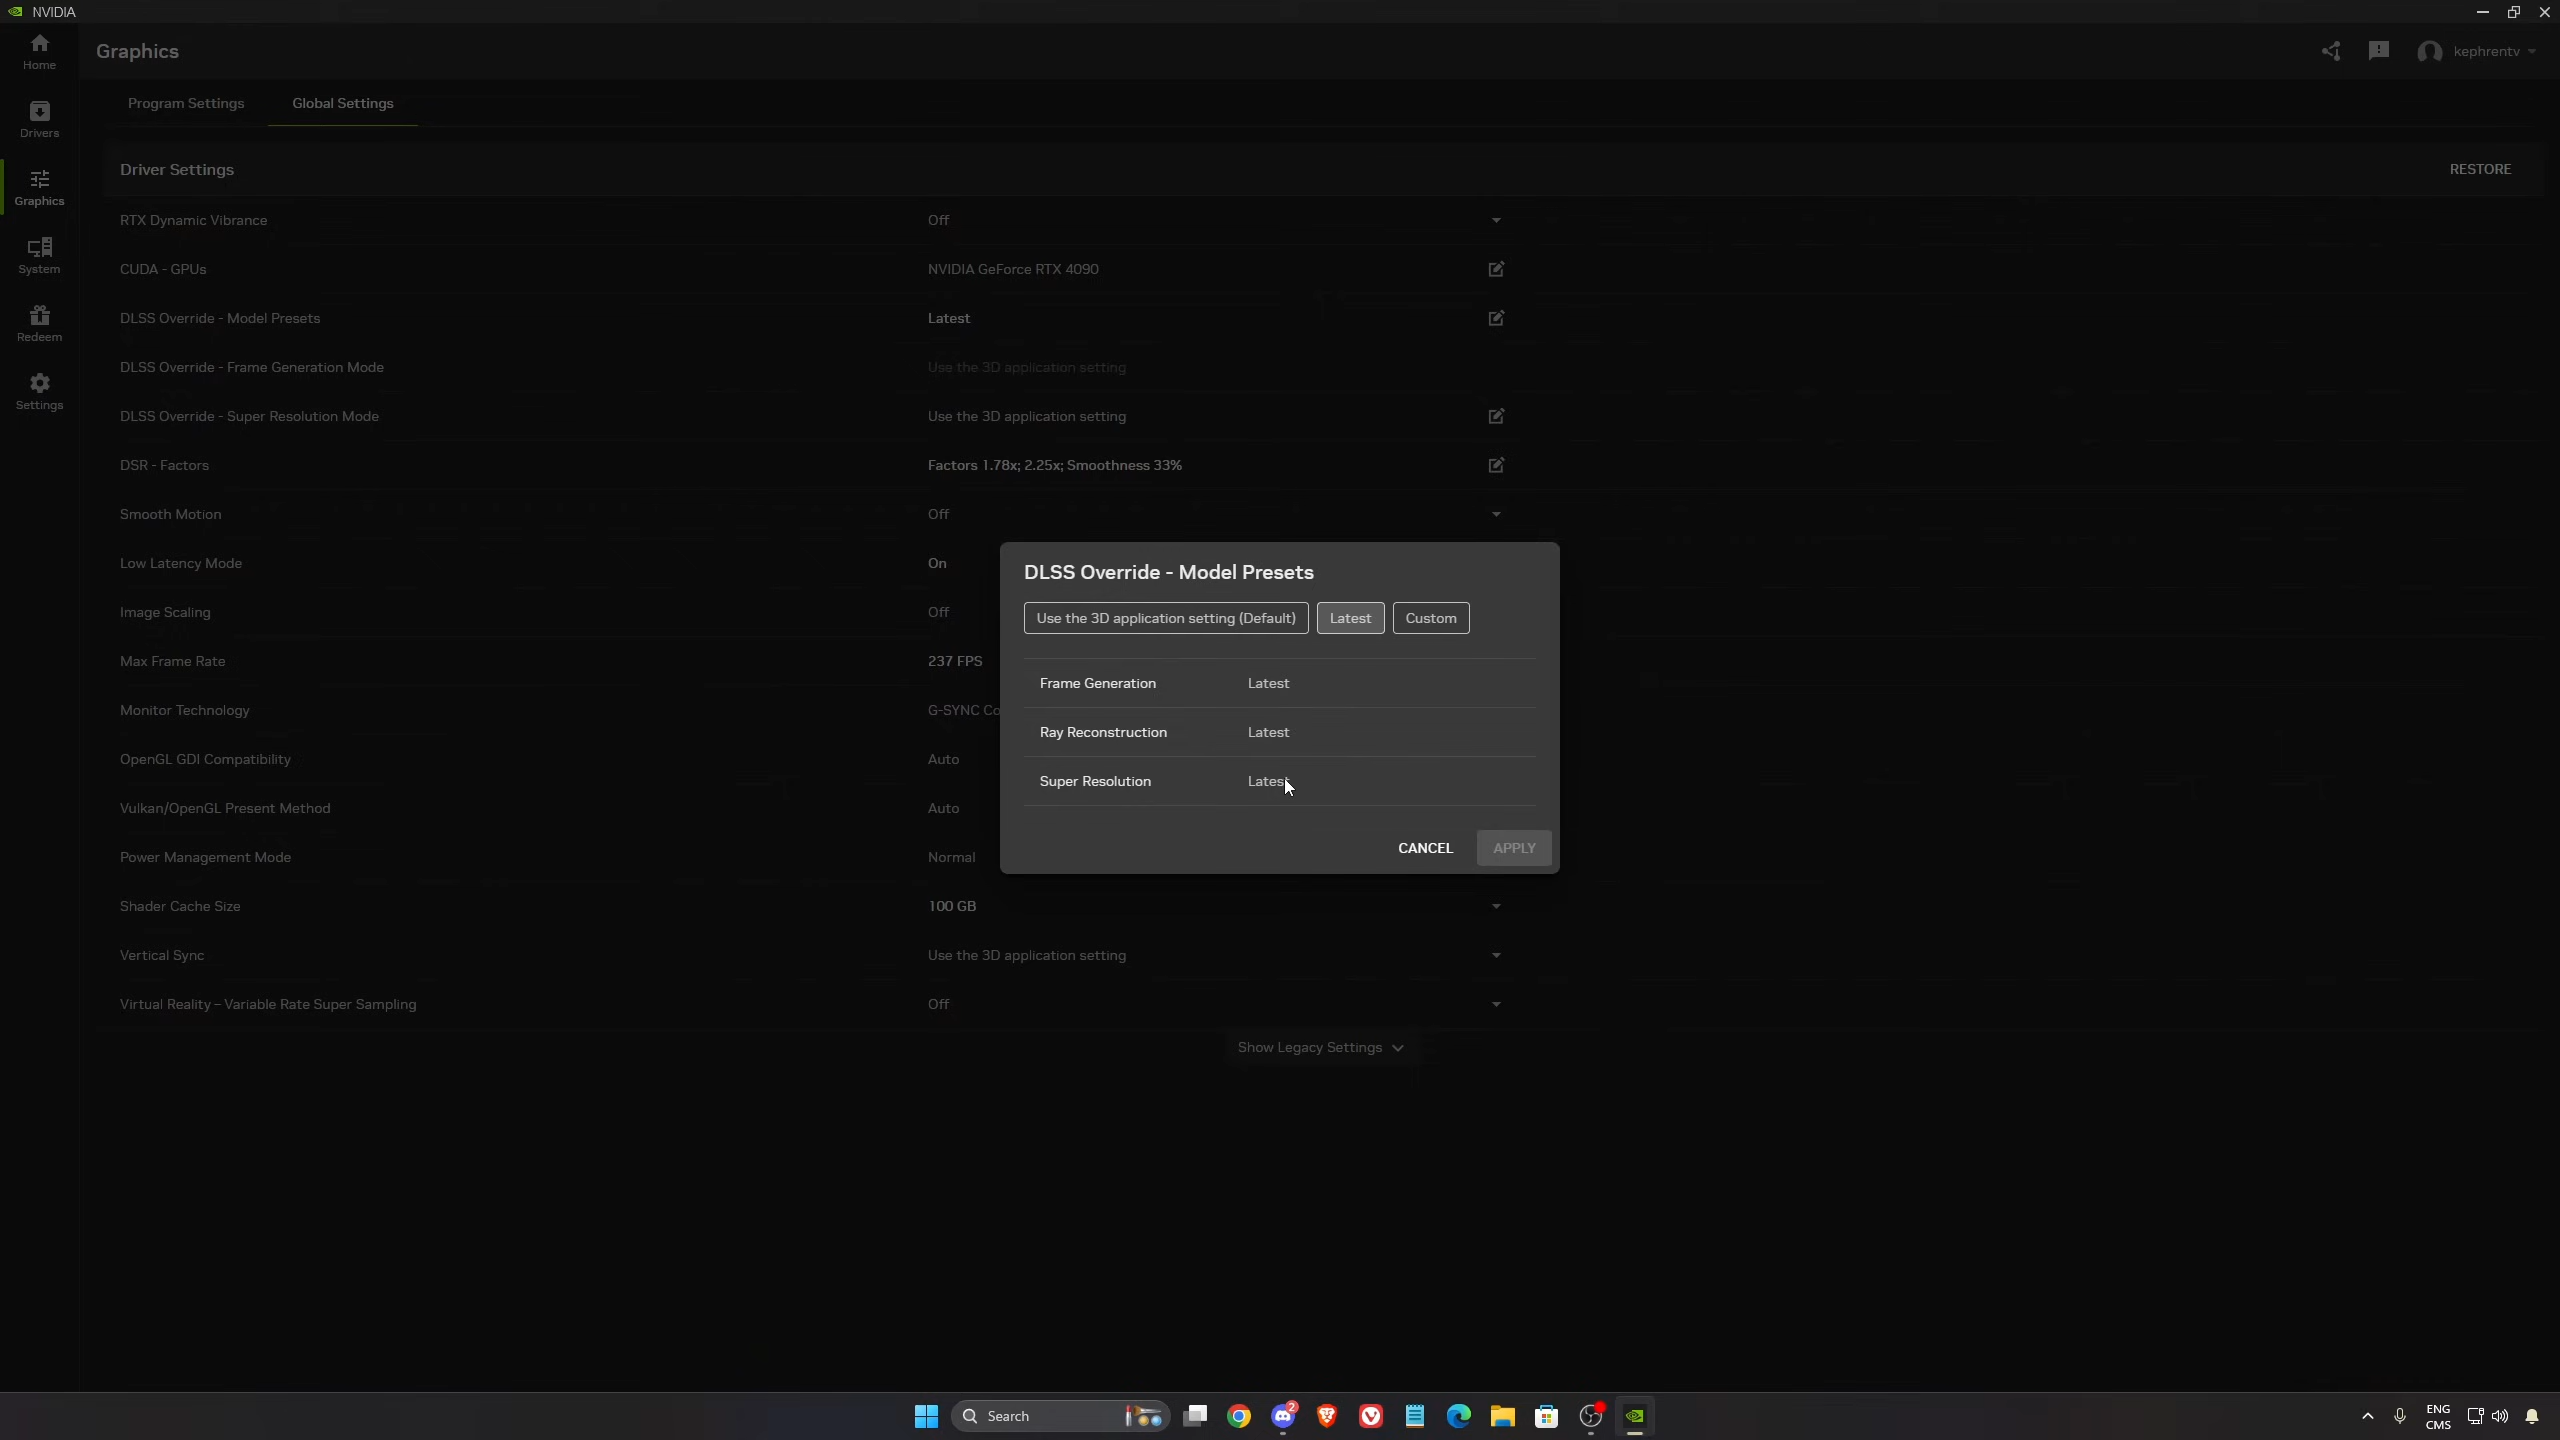 NVIDIA
Home
Graphics
kephrentv
Program Settings
Global Settings
Drivers
Driver Settings
RESTORE
Graphics
RTX Dynamic Vibrance
Off
System
CUDA - GPUs
NVIDIA GeForce RTX 4090
DLSS Override - Model Presets
Latest
Redeem
DLSS Override - Frame Generation Mode
Use the 3D application setting
Settings
DLSS Override - Super Resolution Mode
Use the 3D application setting
DSR - Factors
Factors 1.78x; 2.25x; Smoothness 33%
Smooth Motion
Off
Low Latency Mode
On
Image Scaling
Off
Max Frame Rate
237 FPS
Monitor Technology
G-SYNC Co
OpenGL GDI Compatibility
Auto
Vulkan/OpenGL Present Method
Auto
Power Management Mode
Normal
Shader Cache Size
100 GB
Vertical Sync
Use the 3D application setting
Virtual Reality – Variable Rate Super Sampling
Off
Show Legacy Settings
DLSS Override - Model Presets
Use the 3D application setting (Default)
Latest
Custom
Frame Generation
Latest
Ray Reconstruction
Latest
Super Resolution
Latest
CANCEL
APPLY
Search
2
ENG
CMS